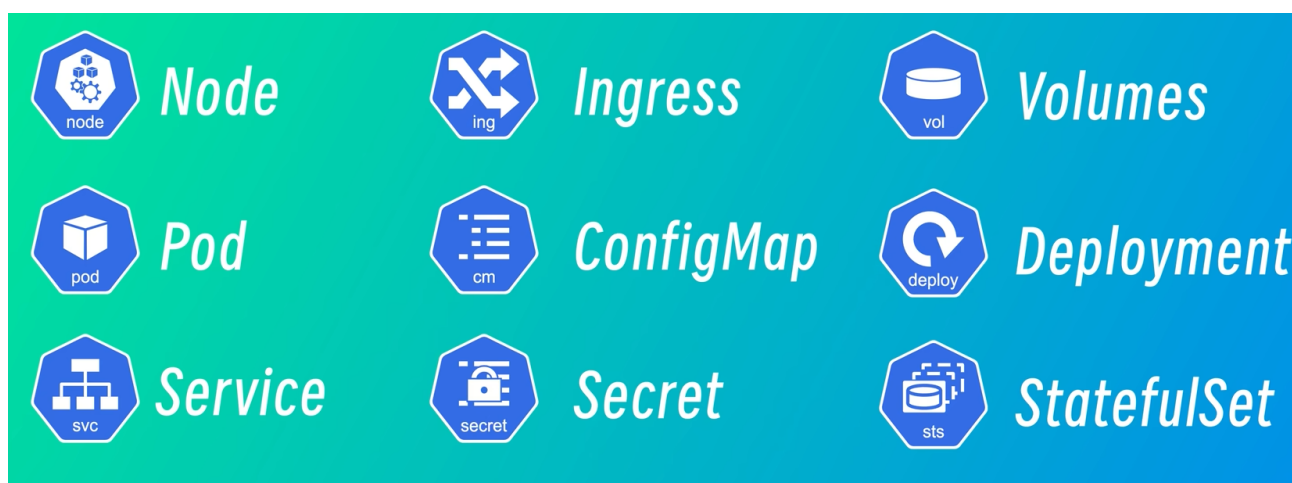 node Node
ing Ingress
vol Volumes
pod Pod
cm ConfigMap
deploy Deployment
svc Service
secret Secret
sts StatefulSet